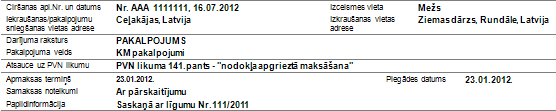 Ciršanas apl.Nr. un datums Nr. AAA 1111111, 16.07.2012 Izcelsmes vieta Mežs
Iekraušanas/pakalpojumu sniegšanas vietas adrese Ceļakājas, Latvija Izkraušanas vietas adrese Ziemasdārzs, Rundāle, Latvija
Darījuma raksturs PAKALPOJUMS
Pakalpojuma veids KM pakalpojumi
Atsauce uz PVN likumu PVN likuma 141.pants - "nodokļa apgrieztā maksāšana"
Apmaksas termiņš 23.01.2012. Piegādes datums 23.01.2012.
Samaksas noteikumi Ar pārskaitījumu
Papildinformācija Saskaņā ar līgumu Nr.111/2011